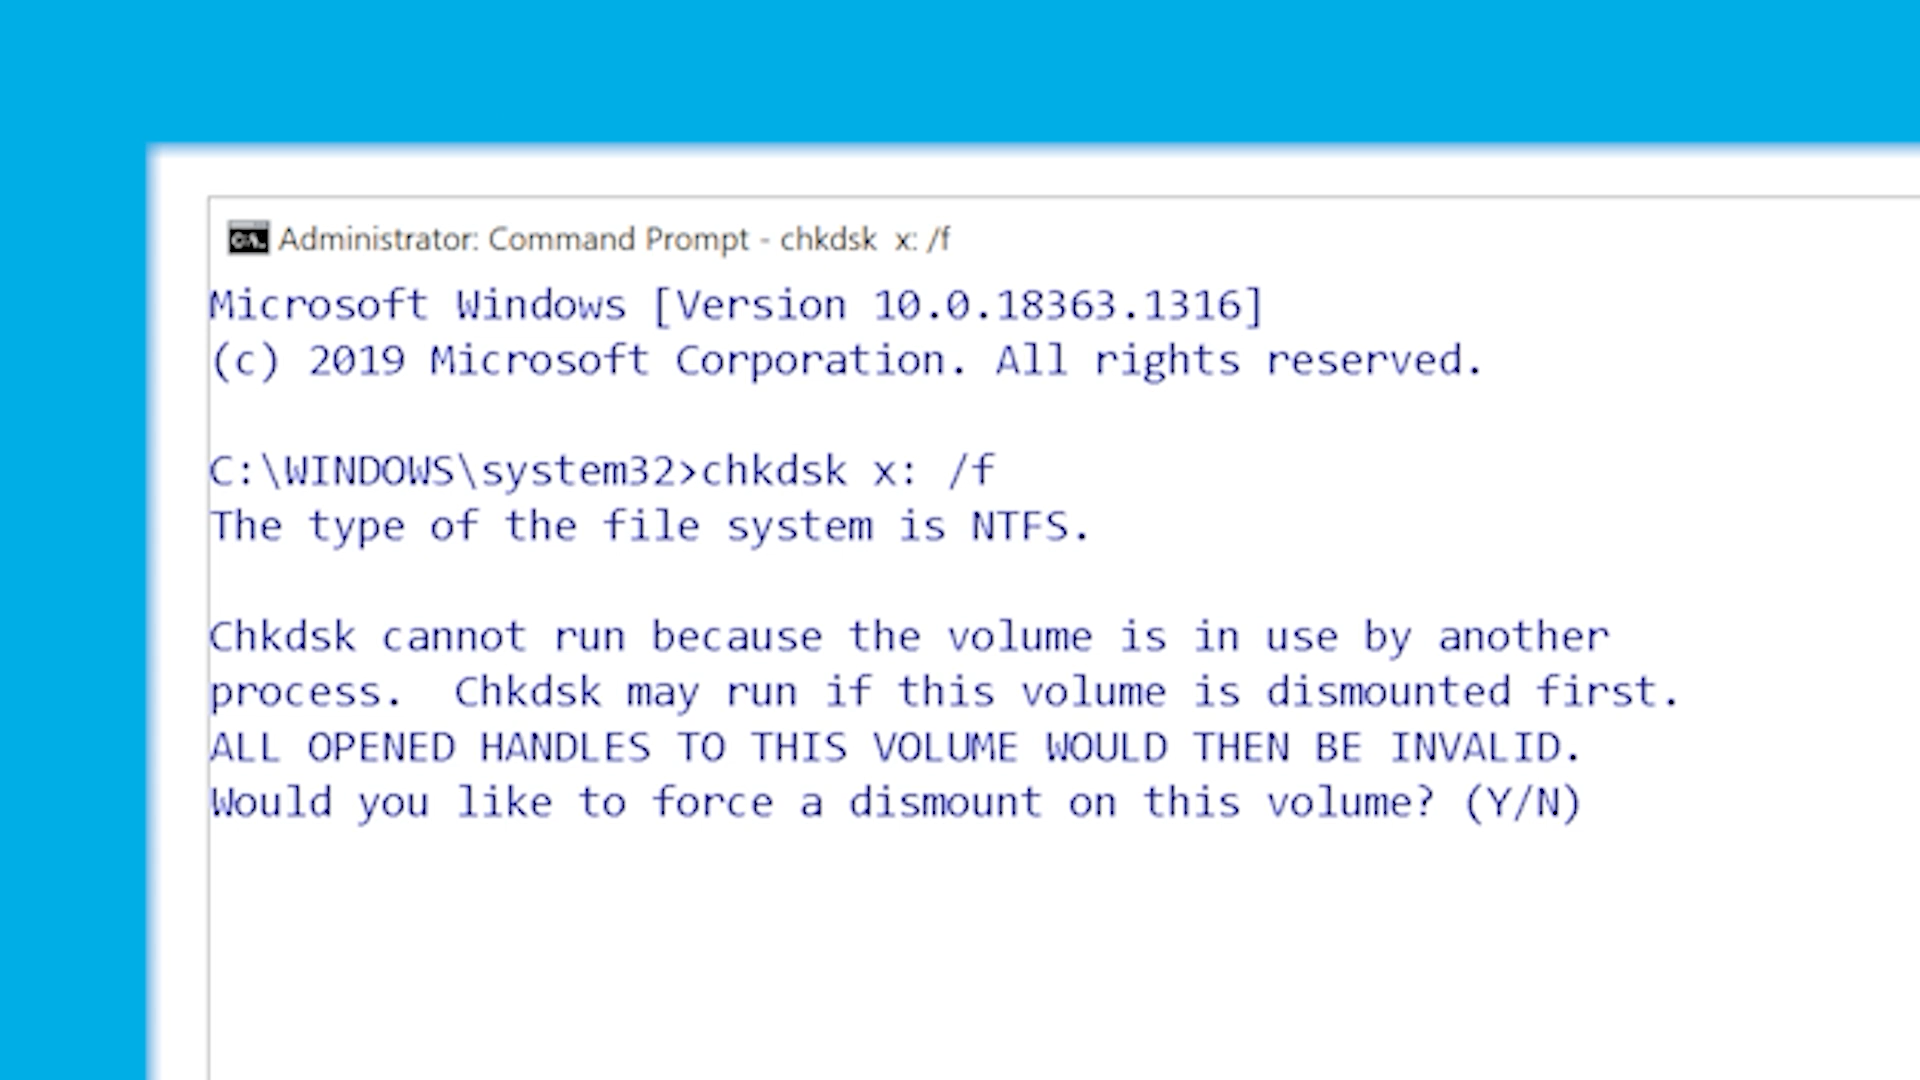 C:\.
Administrator: Command Prompt - chkdsk  x: /f
Microsoft Windows [Version 10.0.18363.1316]
(c) 2019 Microsoft Corporation. All rights reserved.
C:\WINDOWS\system32>chkdsk x: /f
The type of the file system is NTFS.
Chkdsk cannot run because the volume is in use by another
process.  Chkdsk may run if this volume is dismounted first.
ALL OPENED HANDLES TO THIS VOLUME WOULD THEN BE INVALID.
Would you like to force a dismount on this volume? (Y/N)